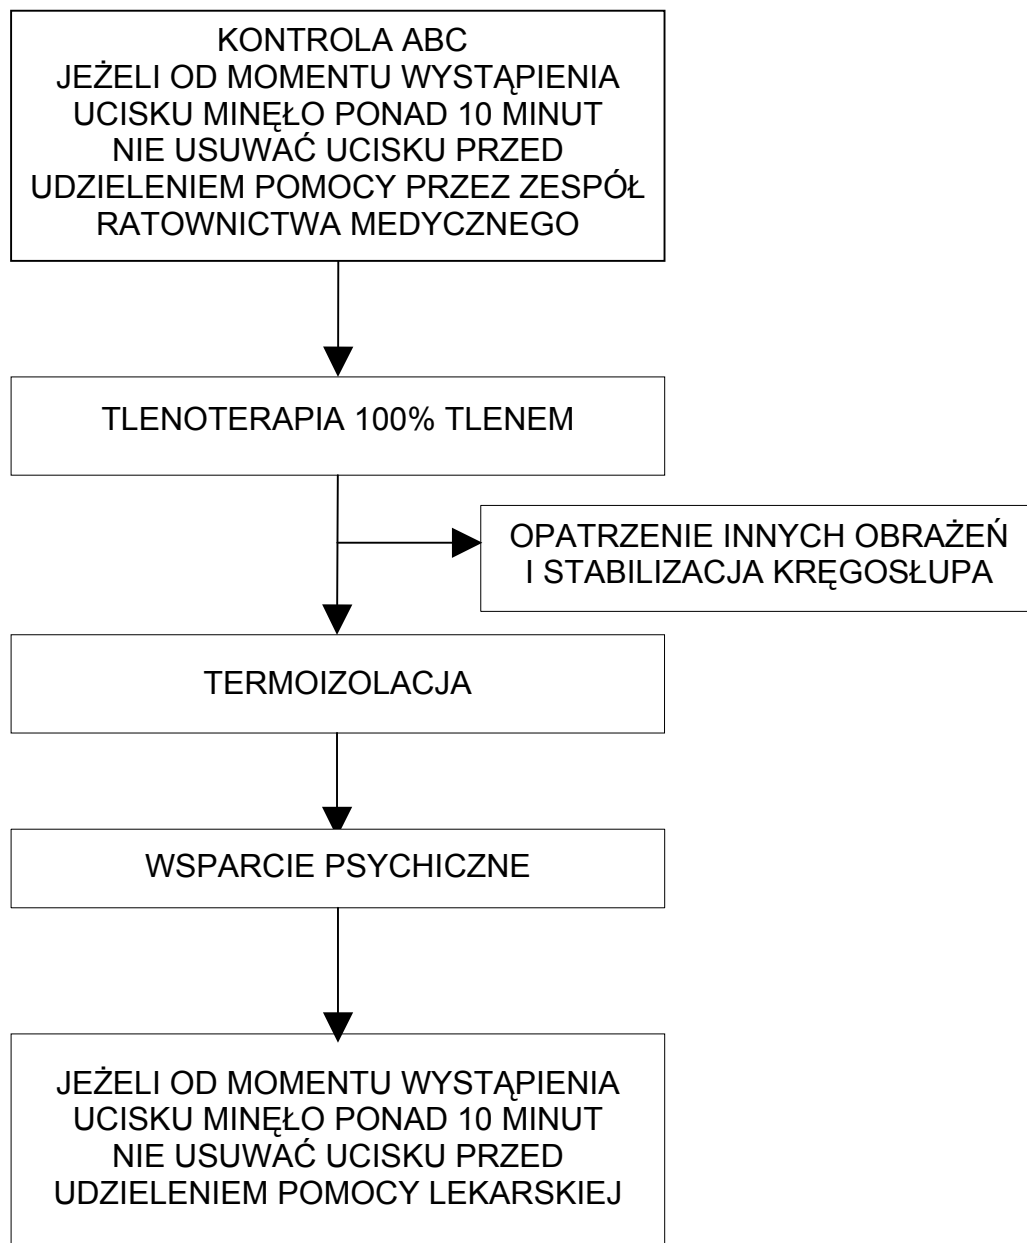 KONTROLA ABC
JEŻELI OD MOMENTU WYSTĄPIENIA
UCISKU MINĘŁO PONAD 10 MINUT
NIE USUWAĆ UCISKU PRZED
UDZIELENIEM POMOCY PRZEZ ZESPÓŁ
RATOWNICTWA MEDYCZNEGO
TLENOTERAPIA 100% TLENEM
OPATRZENIE INNYCH OBRAŻEŃ
I STABILIZACJA KRĘGOSŁUPA
TERMOIZOLACJA
WSPARCIE PSYCHICZNE
JEŻELI OD MOMENTU WYSTĄPIENIA
UCISKU MINĘŁO PONAD 10 MINUT
NIE USUWAĆ UCISKU PRZED
UDZIELENIEM POMOCY LEKARSKIEJ